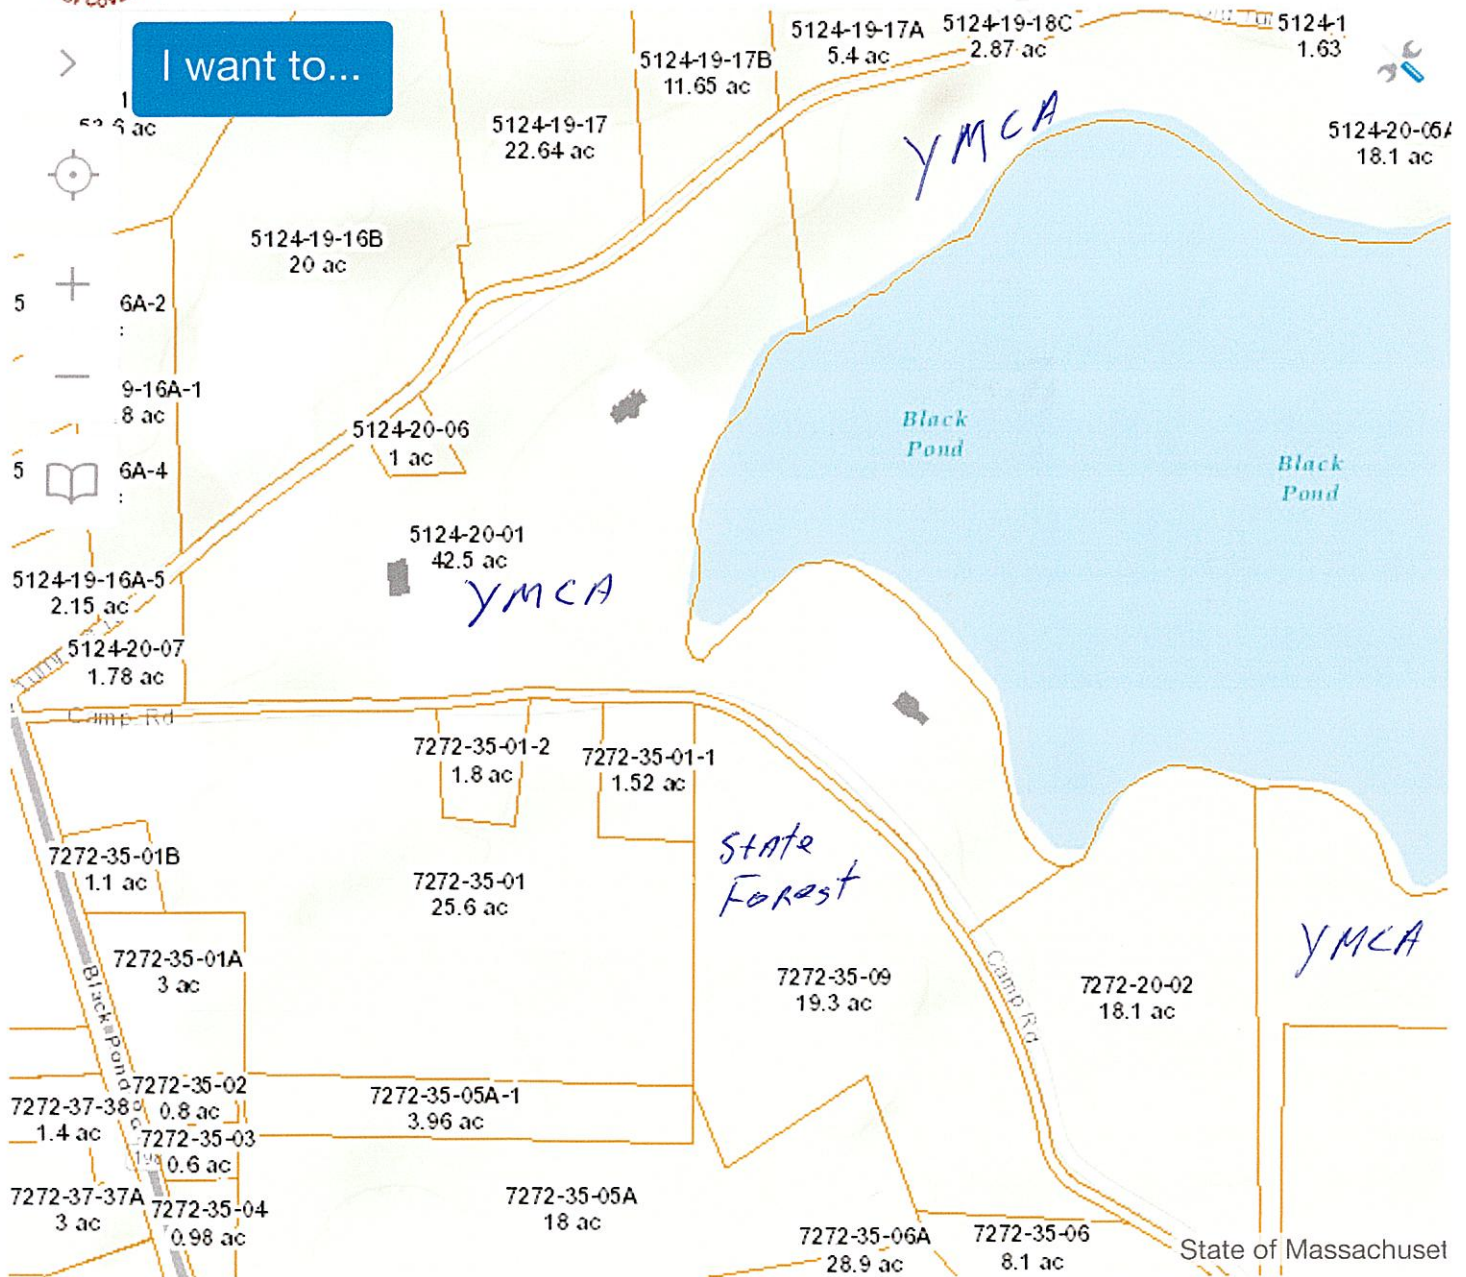 I want to...
5124-19-17A
5.4 ac
5124-19-18C
2.87 ac
5124-1
1.63
5124-19-17B
11.65 ac
5124-19-17
22.64 ac
YMCA
5124-20-05A
18.1 ac
5124-19-16B
20 ac
5
6A-2
9-16A-1
8 ac
5
6A-4
5124-20-06
1 ac
Black
Pond
Black
Pond
5124-20-01
42.5 ac
YMCA
5124-19-16A-5
2.15 ac
5124-20-07
1.78 ac
Camp Rd
7272-35-01-2
1.8 ac
7272-35-01-1
1.52 ac
State
Forest
7272-35-01B
1.1 ac
7272-35-01
25.6 ac
YMCA
7272-35-01A
3 ac
7272-35-09
19.3 ac
Camp Rd
7272-20-02
18.1 ac
Black Pond
7272-35-02
0.8 ac
7272-37-38
1.4 ac
7272-35-05A-1
3.96 ac
7272-35-03
0.6 ac
7272-37-37A
3 ac
7272-35-04
0.98 ac
7272-35-05A
18 ac
7272-35-06A
28.9 ac
7272-35-06
8.1 ac
State of Massachuset